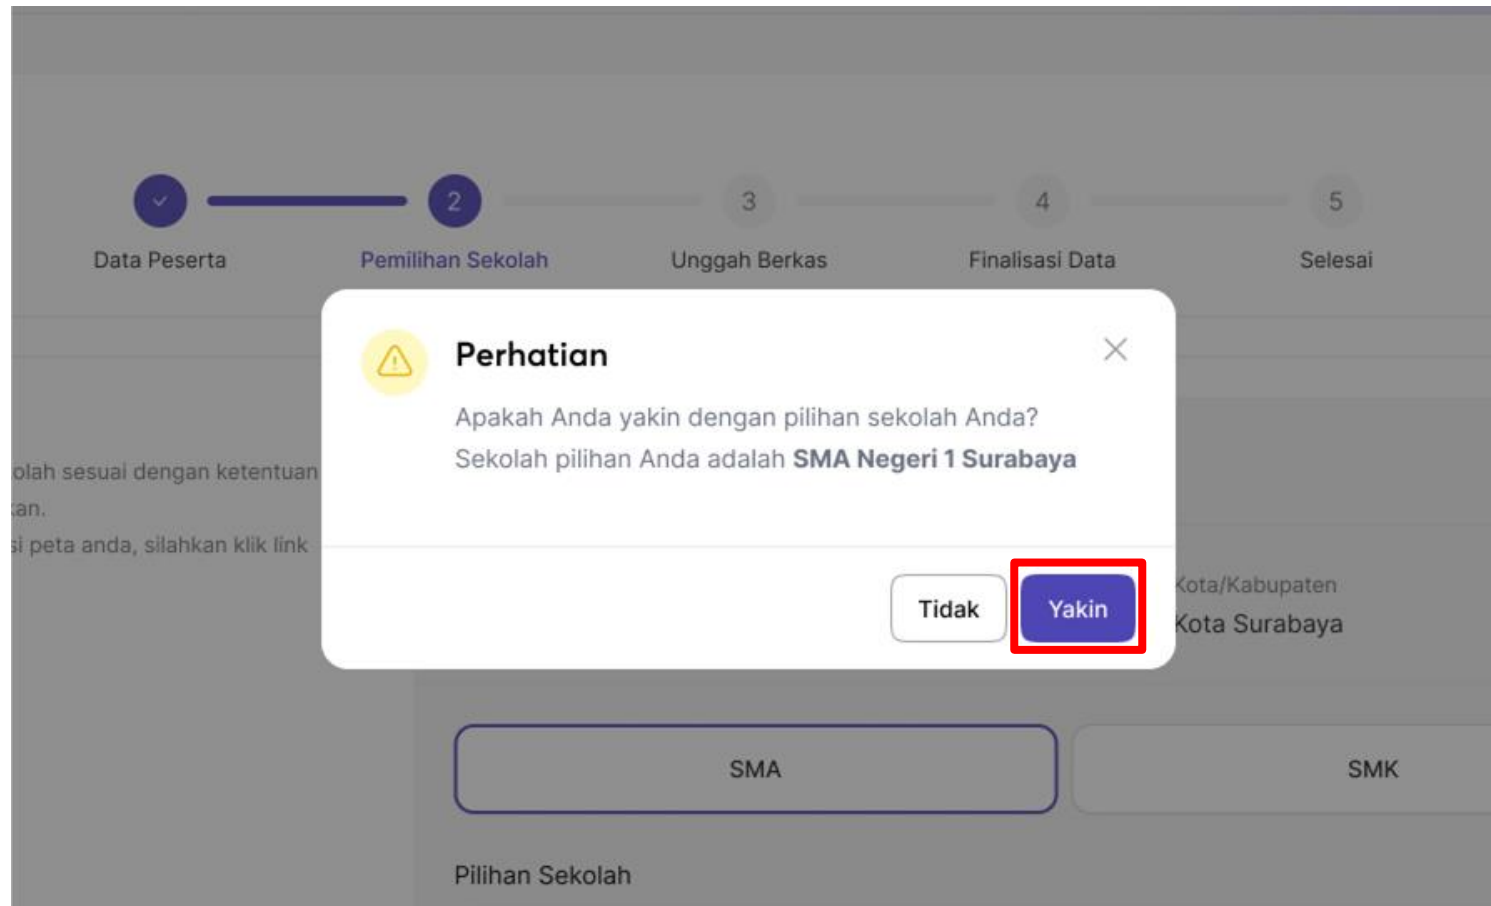 2
3
4
5
Data Peserta
Pemilihan Sekolah
Unggah Berkas
Finalisasi Data
Selesai
Perhatian
Apakah Anda yakin dengan pilihan sekolah Anda?
Sekolah pilihan Anda adalah SMA Negeri 1 Surabaya
Tidak
Yakin
olah sesuai dengan ketentuan
an.
si peta anda, silahkan klik link
Kota/Kabupaten
Kota Surabaya
SMA
SMK
Pilihan Sekolah